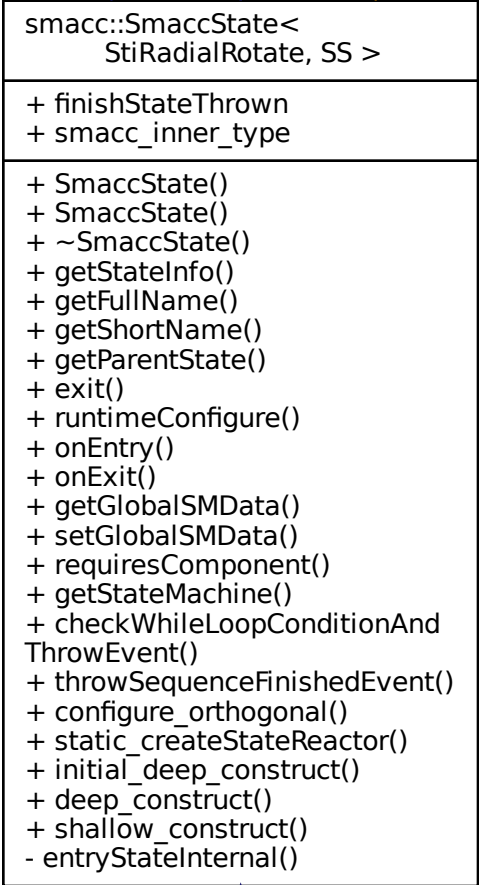 smacc::SmaccState<
StiRadialRotate, SS >
+ finishStateThrown
+ smacc_inner_type
+ SmaccState()
+ SmaccState()
+ ~SmaccState()
+ getStateInfo()
+ getFullName()
+ getShortName()
+ getParentState()
+ exit()
+ runtimeConfigure()
+ onEntry()
+ onExit()
+ getGlobalSMData()
+ setGlobalSMData()
+ requiresComponent()
+ getStateMachine()
+ checkWhileLoopConditionAnd
ThrowEvent()
+ throwSequenceFinishedEvent()
+ configure_orthogonal()
+ static_createStateReactor()
+ initial_deep_construct()
+ deep_construct()
+ shallow_construct()
- entryStateInternal()